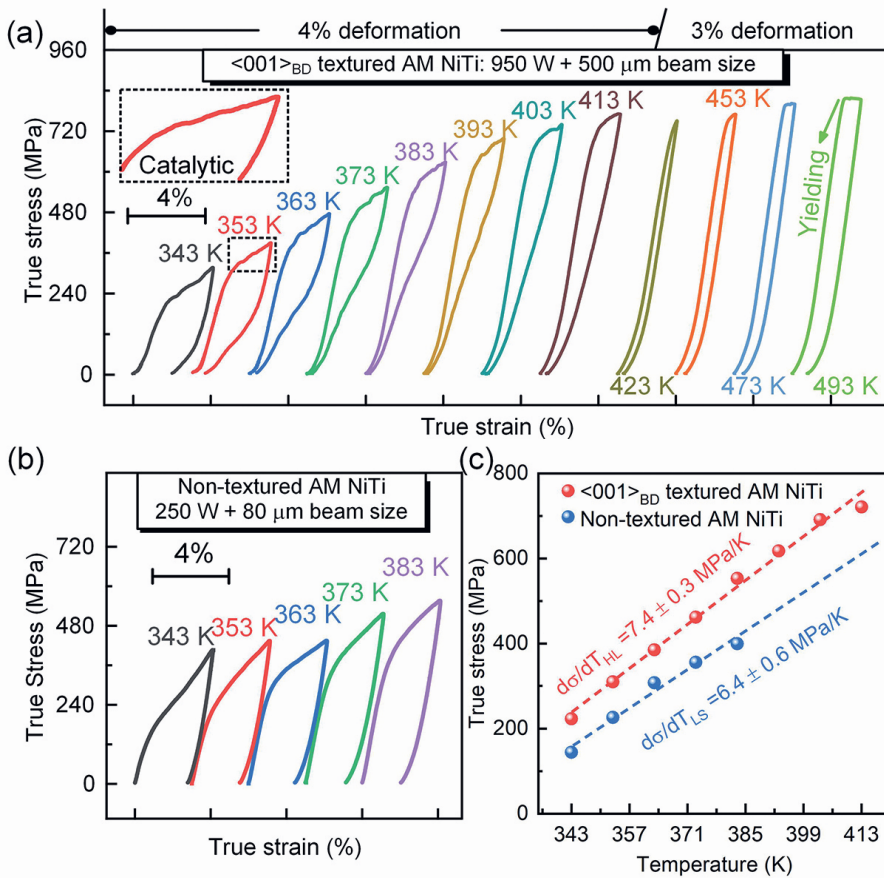 (a)
4% deformation
3% deformation
<001>BD textured AM NiTi: 950 W + 500 μm beam size
True stress (MPa)
960
720
480
240
0
Catalytic
4%
343 K
353 K
363 K
373 K
383 K
393 K
403 K
413 K
423 K
453 K
473 K
493 K
Yielding
True strain (%)
(b)
Non-textured AM NiTi
250 W + 80 μm beam size
True Stress (MPa)
720
480
240
0
4%
343 K
353 K
363 K
373 K
383 K
True strain (%)
(c)
True stress (MPa)
800
600
400
200
0
<001>BD textured AM NiTi
Non-textured AM NiTi
dσ/dTHL =7.4 ± 0.3 MPa/K
dσ/dTLS =6.4 ± 0.6 MPa/K
343 357 371 385 399 413
Temperature (K)